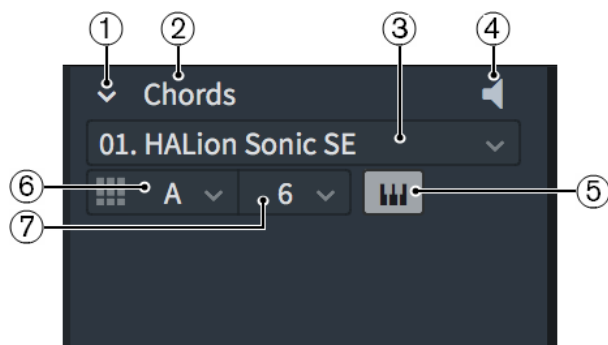 ① ② ③ ④
Chords
01. HALion Sonic SE
⑥ A 6 ⑤
⑦